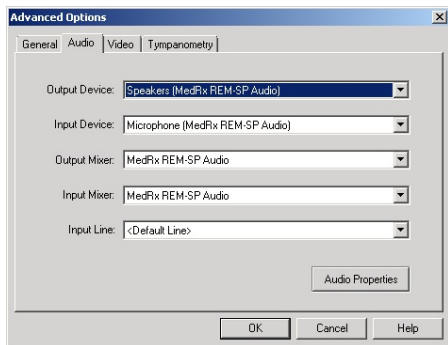 Advanced Options
General Audio Video Tympanometry
Output Device: Speakers (MedRx REM-SP Audio)
Input Device: Microphone (MedRx REM-SP Audio)
Output Mixer: MedRx REM-SP Audio
Input Mixer: MedRx REM-SP Audio
Input Line: <Default Line>
Audio Properties
OK Cancel Help